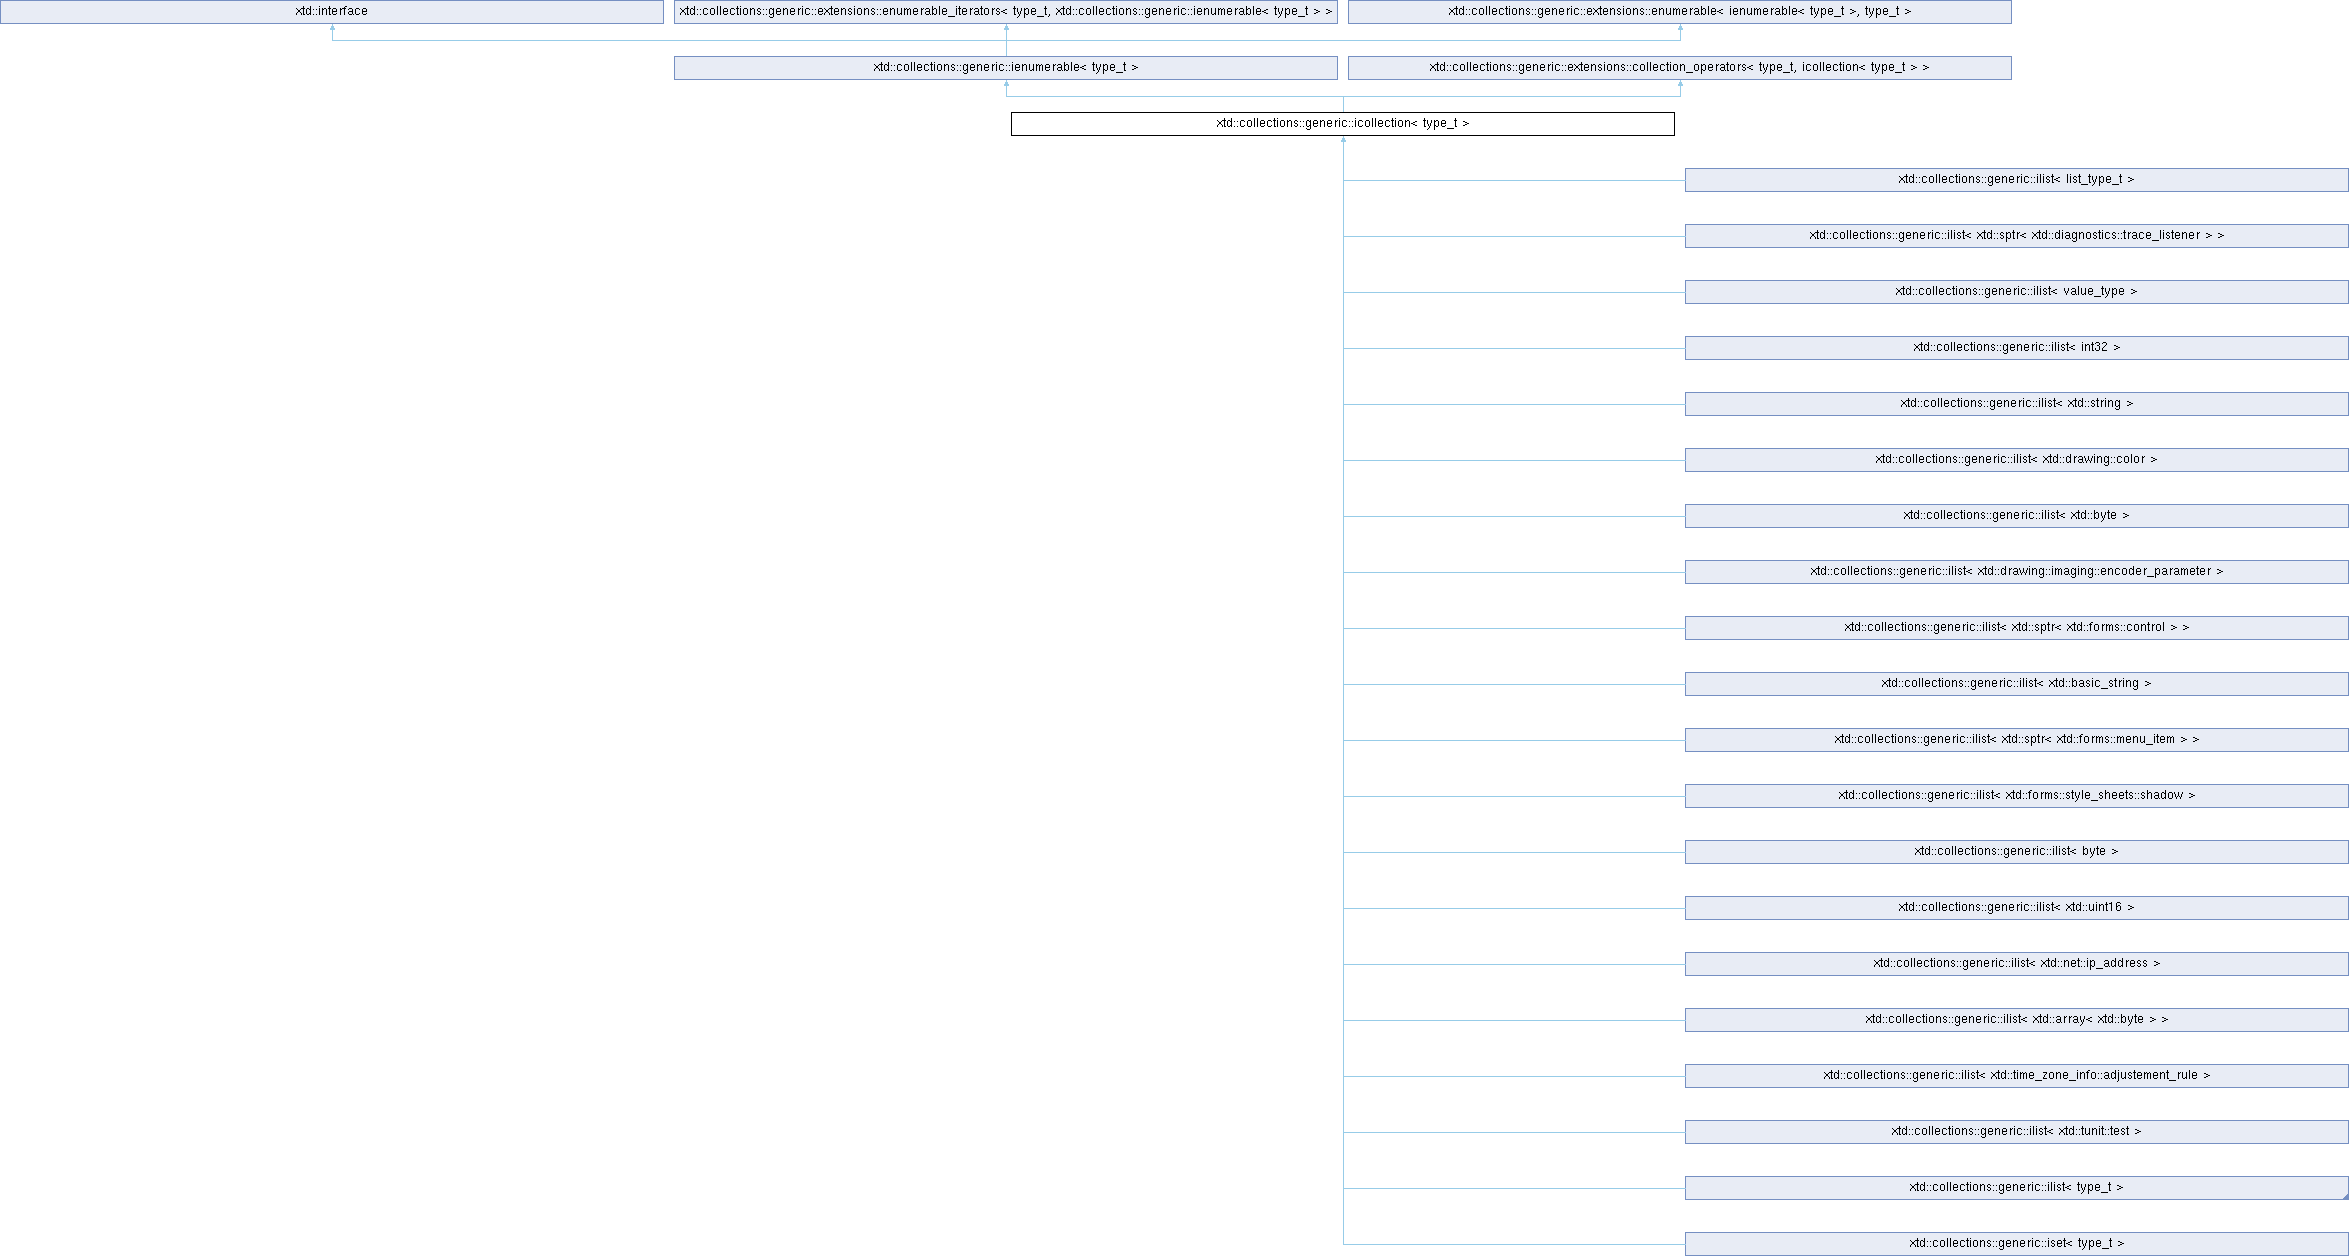 xtd::interface
xtd::collections::generic::extensions::enumerable_iterators< type_t, xtd::collections::generic::ienumerable< type_t > >
xtd::collections::generic::extensions::enumerable< ienumerable< type_t >, type_t >
xtd::collections::generic::ienumerable< type_t >
xtd::collections::generic::extensions::collection_operators< type_t, icollection< type_t > >
xtd::collections::generic::icollection< type_t >
xtd::collections::generic::ilist< list_type_t >
xtd::collections::generic::ilist< xtd::sptr< xtd::diagnostics::trace_listener > >
xtd::collections::generic::ilist< value_type >
xtd::collections::generic::ilist< int32 >
xtd::collections::generic::ilist< xtd::string >
xtd::collections::generic::ilist< xtd::drawing::color >
xtd::collections::generic::ilist< xtd::byte >
xtd::collections::generic::ilist< xtd::drawing::imaging::encoder_parameter >
xtd::collections::generic::ilist< xtd::sptr< xtd::forms::control > >
xtd::collections::generic::ilist< xtd::basic_string >
xtd::collections::generic::ilist< xtd::sptr< xtd::forms::menu_item > >
xtd::collections::generic::ilist< xtd::forms::style_sheets::shadow >
xtd::collections::generic::ilist< byte >
xtd::collections::generic::ilist< xtd::uint16 >
xtd::collections::generic::ilist< xtd::net::ip_address >
xtd::collections::generic::ilist< xtd::array< xtd::byte > >
xtd::collections::generic::ilist< xtd::time_zone_info::adjustement_rule >
xtd::collections::generic::ilist< xtd::tunit::test >
xtd::collections::generic::ilist< type_t >
xtd::collections::generic::iset< type_t >